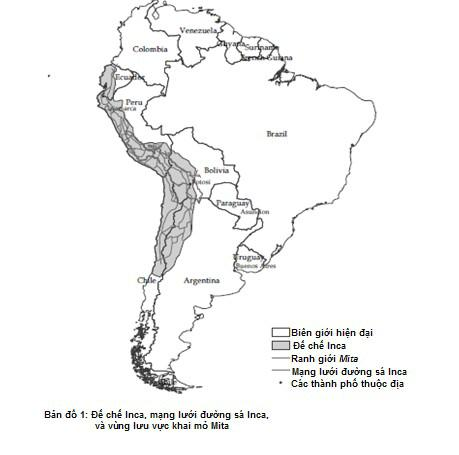 Venezuela
Guyana
Suriname
French Guiana
Colombia
Ecuador
Peru
Brazil
Bolivia
Potosi
Paraguay
Asuncion
Uruguay
Buenos Aires
Chile
Argentina
Biên giới hiện đại
Đế chế Inca
Ranh giới Mita
Mạng lưới đường sá Inca
Các thành phố thuộc địa
Bản đồ 1: Đế chế Inca, mạng lưới đường sá Inca,
và vùng lưu vực khai mỏ Mita